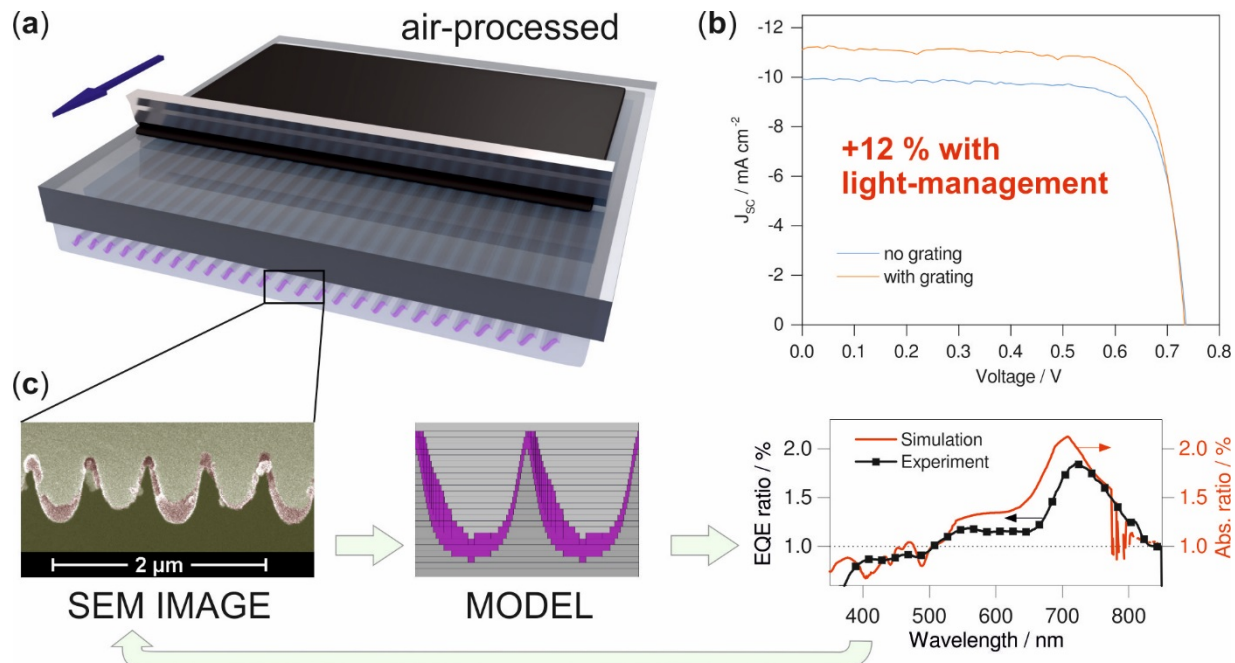 (a)
air-processed
(b)
-12
-10
-8
-6
-4
-2
0
J_SC / mA cm⁻²
+12 % with
light-management
no grating
with grating
0.0 0.1 0.2 0.3 0.4 0.5 0.6 0.7 0.8
Voltage / V
(c)
2 µm
SEM IMAGE
MODEL
EQE ratio / %
2.0
1.5
1.0
Simulation
Experiment
2.0
1.5
1.0
Abs. ratio / %
400 500 600 700 800
Wavelength / nm